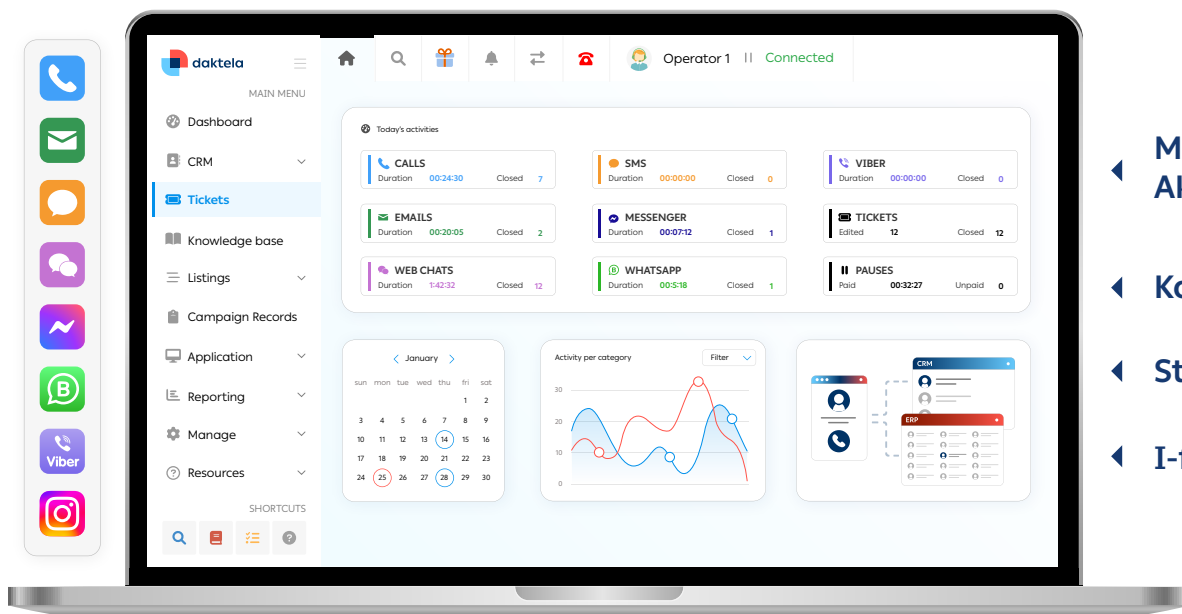 daktela
Operator 1
Connected
MAIN MENU
Dashboard
CRM
Tickets
Knowledge base
Listings
Campaign Records
Application
Reporting
Manage
Resources
SHORTCUTS
Viber
Today's activities
CALLS
Duration 00:24:30 Closed 7
SMS
Duration 00:00:00 Closed 0
VIBER
Duration 00:00:00 Closed 0
EMAILS
Duration 00:20:05 Closed 2
MESSENGER
Duration 00:07:12 Closed 1
TICKETS
Edited 12 Closed 12
WEB CHATS
Duration 1:42:32 Closed 12
WHATSAPP
Duration 00:5:18 Closed 1
PAUSES
Paid 00:32:27 Unpaid 0
January
sun mon tue wed thu fri sat
1 2
3 4 5 6 7 8 9
10 11 12 13 14 15 16
17 18 19 20 21 22 23
24 25 26 27 28 29 30
Activity per category
Filter
30
20
10
0
CRM
ERP
St